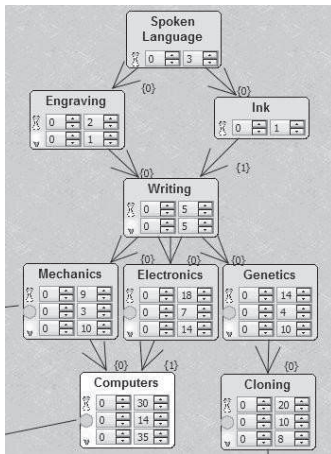 Spoken
Language
0 3
{0} {0}
Engraving
0 2
0 1
Ink
0 1
{0} {1}
Writing
0 5
0 5
{0} {0} {0}
Mechanics
0 9
0 3
0 10
Electronics
0 18
0 7
0 14
Genetics
0 14
0 4
0 10
{0} {1} {0}
Computers
0 30
0 14
0 35
Cloning
0 20
0 10
0 8